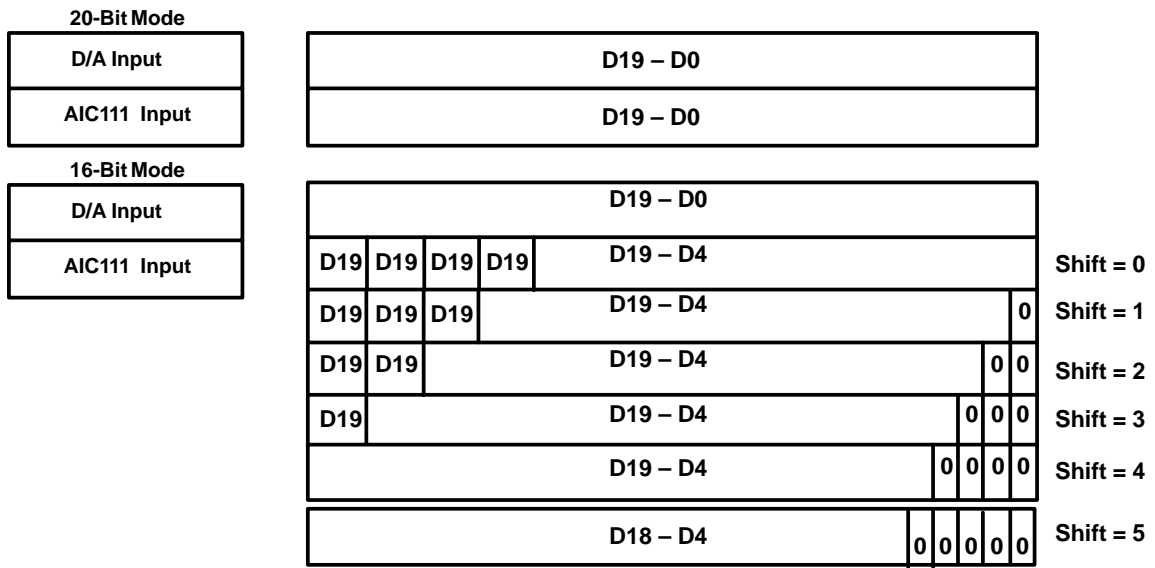 20-Bit Mode
D/A Input
D19 – D0
AIC111 Input
D19 – D0
16-Bit Mode
D/A Input
D19 – D0
AIC111 Input
D19 D19 D19 D19 D19 – D4 Shift = 0
D19 D19 D19 D19 – D4 0 Shift = 1
D19 D19 D19 – D4 0 0 Shift = 2
D19 D19 – D4 0 0 0 Shift = 3
D19 – D4 0 0 0 0 Shift = 4
D18 – D4 0 0 0 0 0 Shift = 5